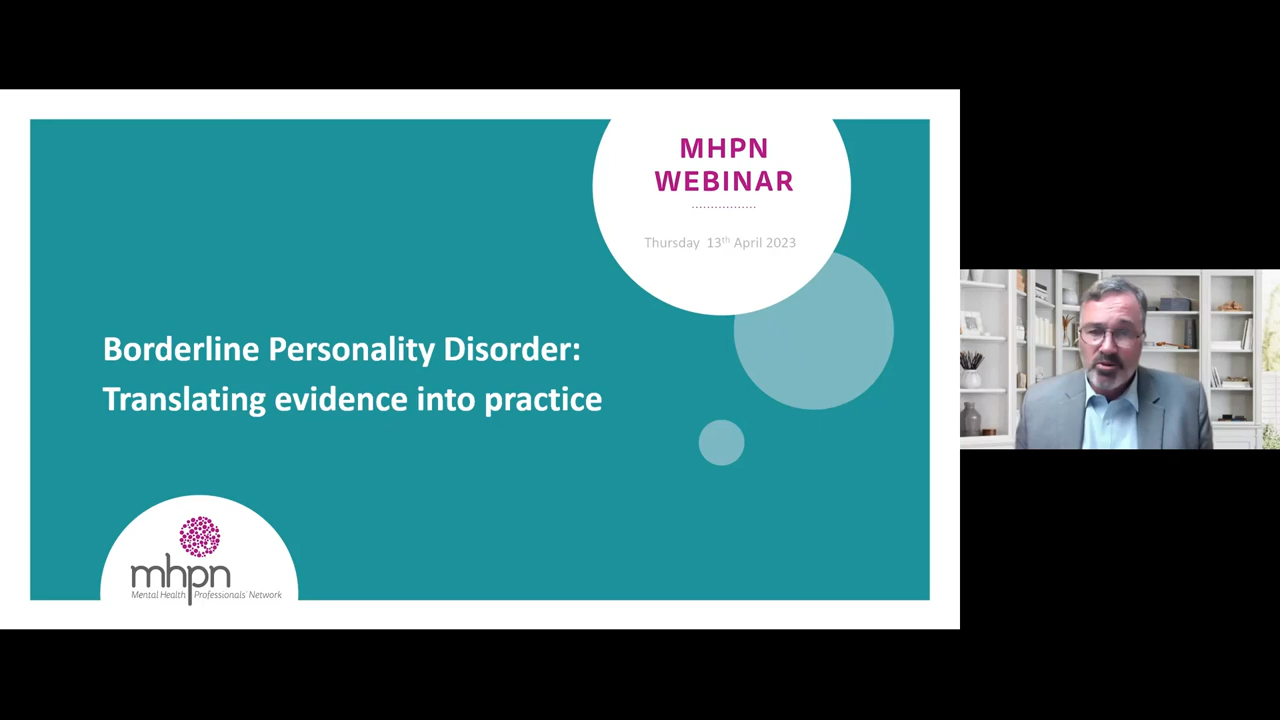 MHPN
WEBINAR
Thursday 13th April 2023
Borderline Personality Disorder:
Translating evidence into practice
mhpn
Mental Health Professionals' Network